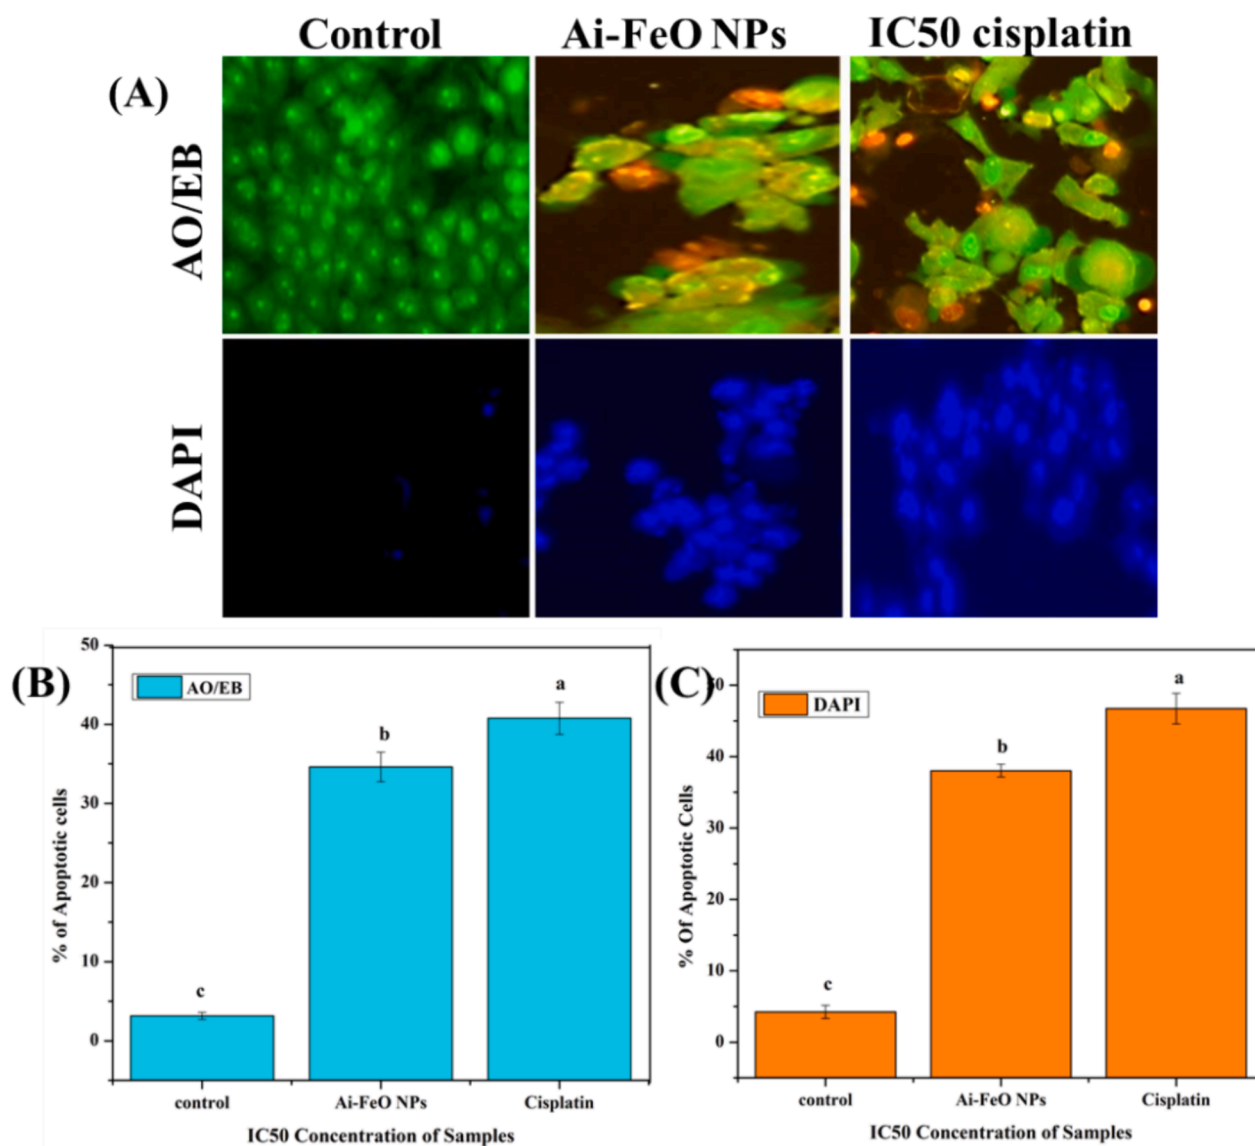 Control Ai-FeO NPs IC50 cisplatin
(A)
AO/EB
DAPI
(B)
AO/EB
50
40
30
20
10
0
% of Apoptotic cells
a
b
c
control Ai-FeO NPs Cisplatin
IC50 Concentration of Samples
(C)
DAPI
50
40
30
20
10
0
% Of Apoptotic Cells
a
b
c
control Ai-FeO NPs Cisplatin
IC50 Concentration of Samples